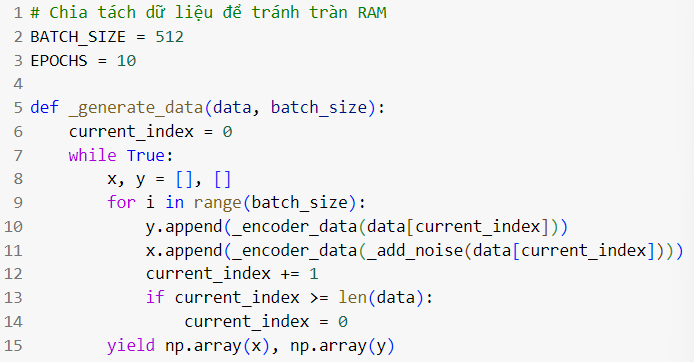 1 # Chia tách dữ liệu để tránh tràn RAM
2 BATCH_SIZE = 512
3 EPOCHS = 10
4
5 def _generate_data(data, batch_size):
6     current_index = 0
7     while True:
8         x, y = [], []
9         for i in range(batch_size):
10             y.append(_encoder_data(data[current_index]))
11             x.append(_encoder_data(_add_noise(data[current_index])))
12             current_index += 1
13             if current_index >= len(data):
14                 current_index = 0
15         yield np.array(x), np.array(y)